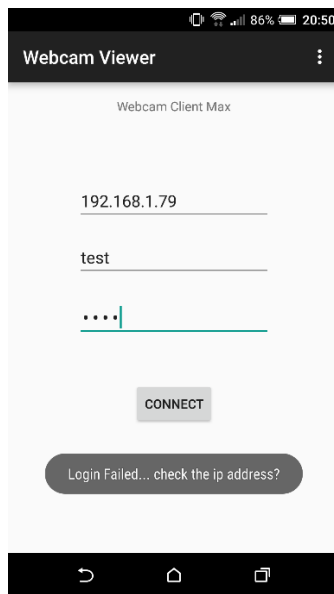 86% 20:50
Webcam Viewer
Webcam Client Max
192.168.1.79
test
••••
CONNECT
Login Failed... check the ip address?